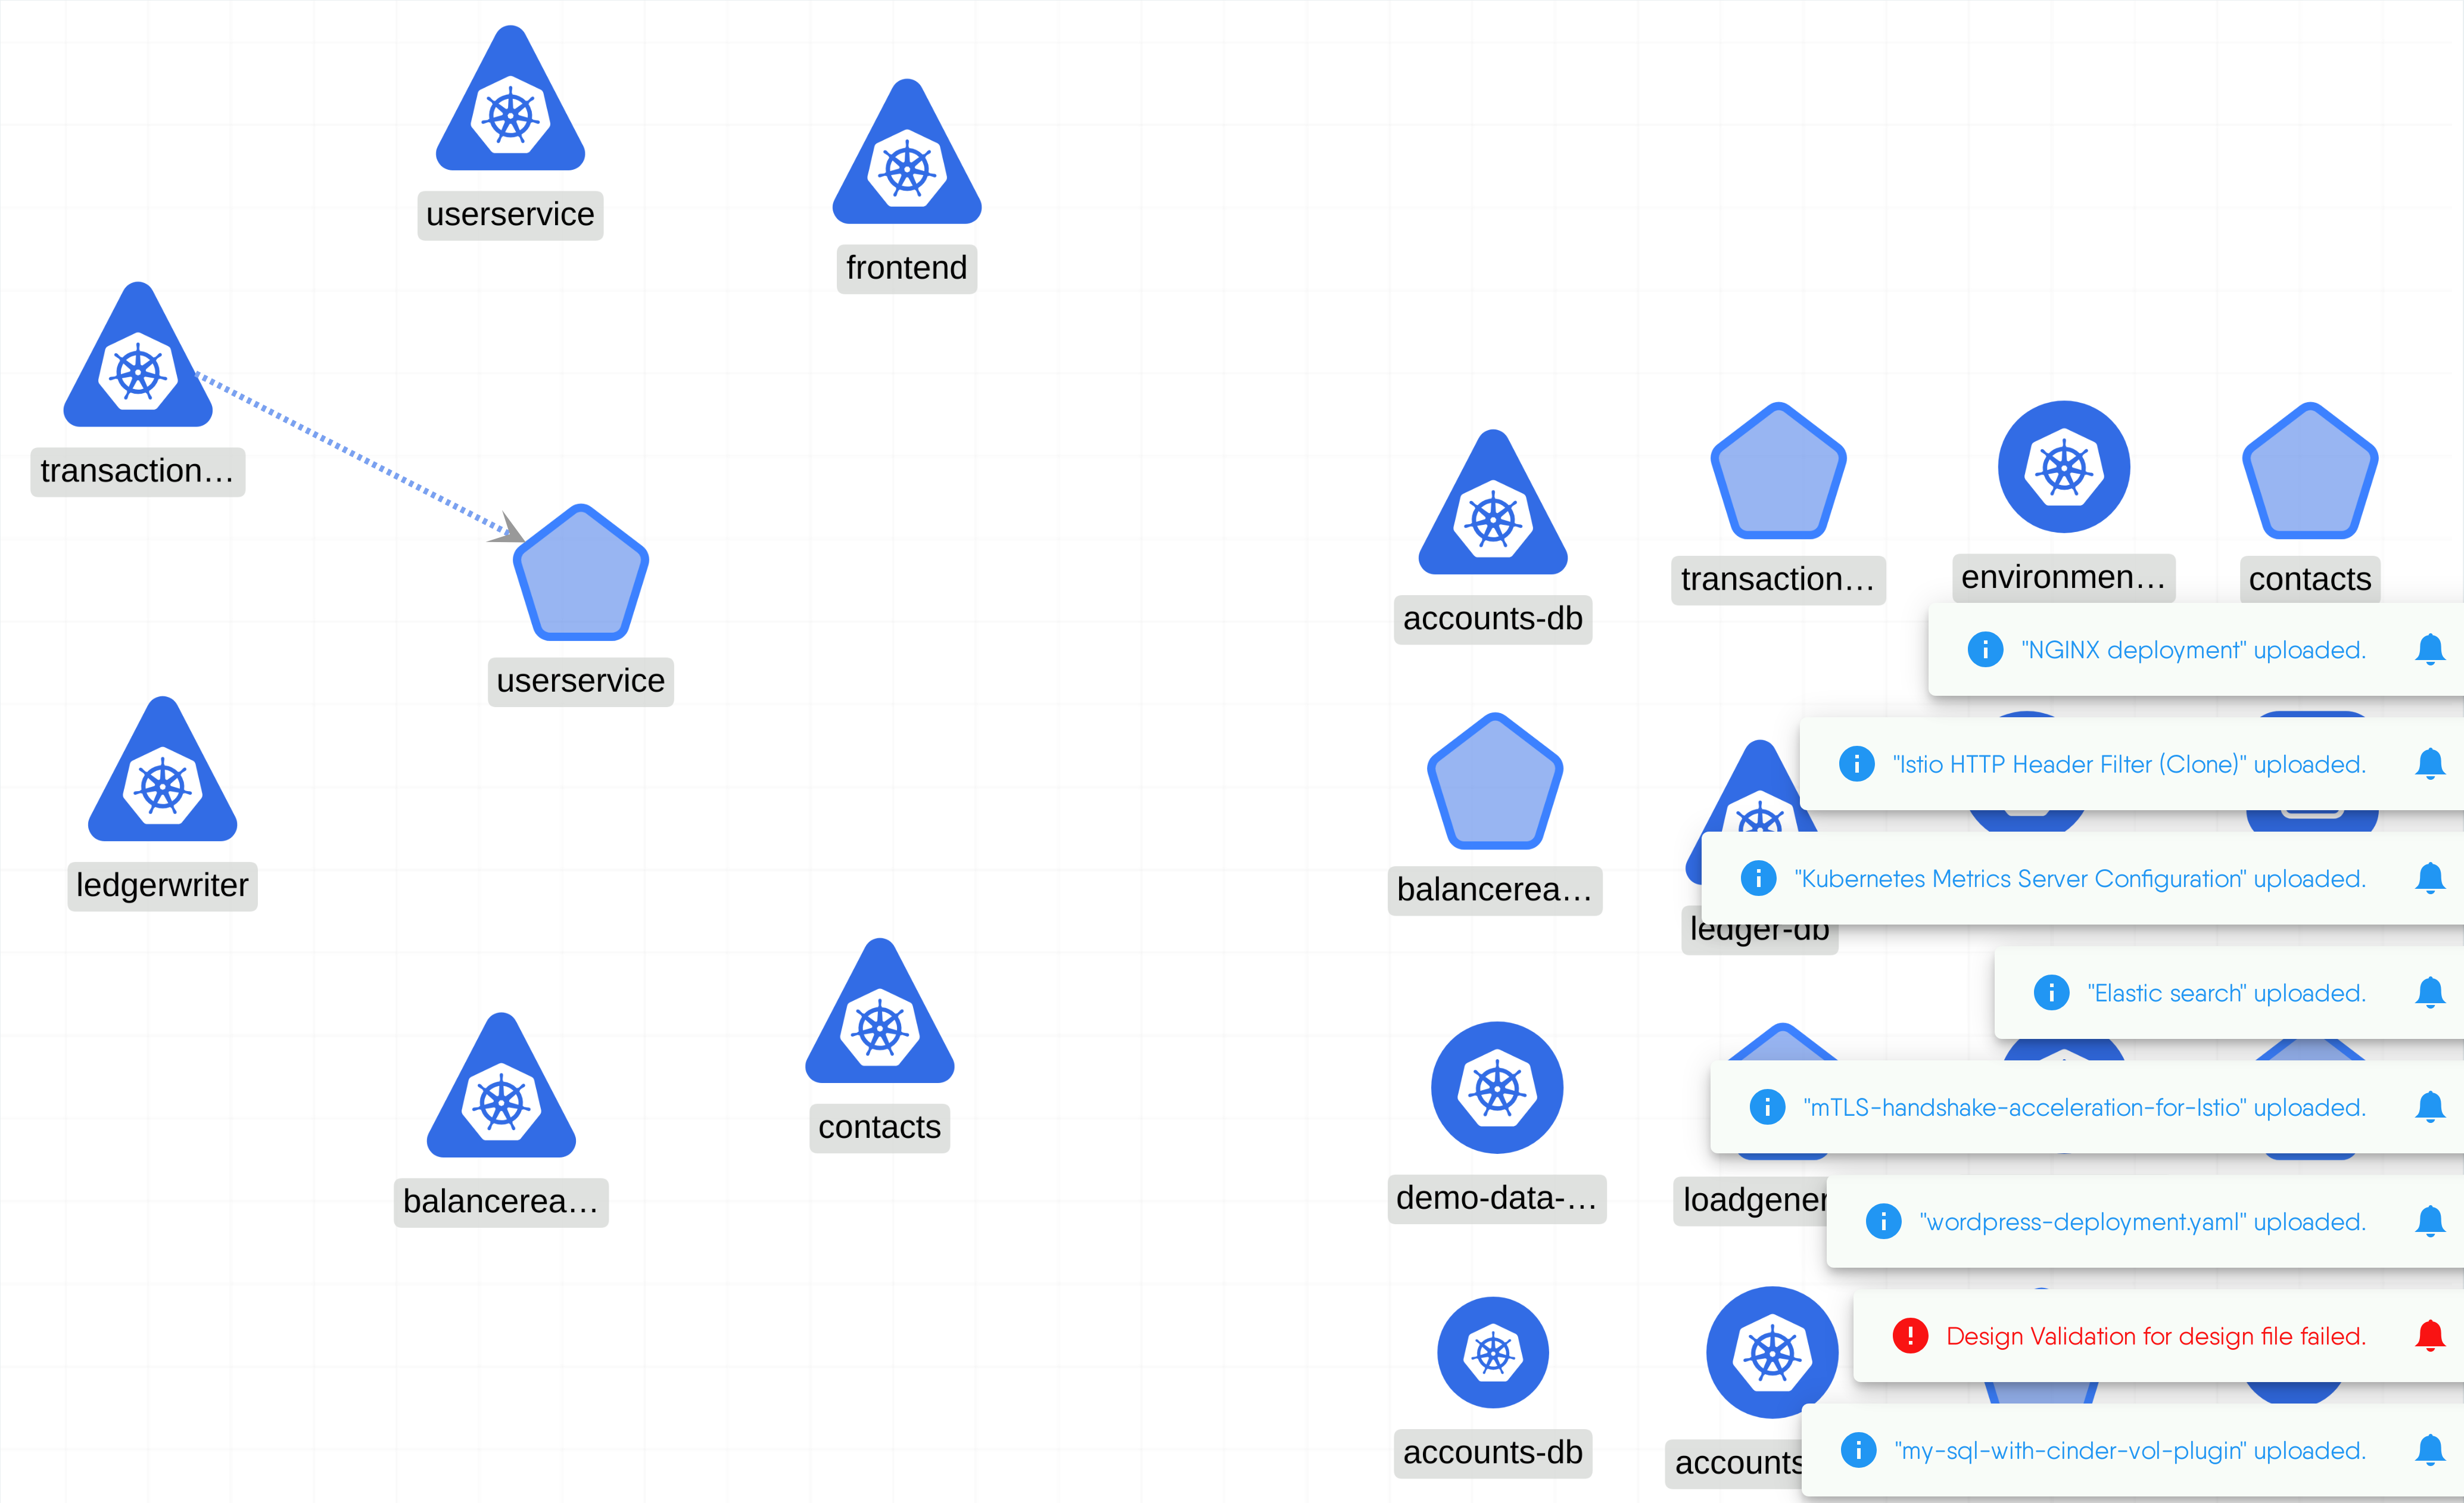 userservice
frontend
transaction…
userservice
ledgerwriter
balancerea…
contacts
accounts-db
transaction…
environmen…
contacts
balancerea…
ledger-db
demo-data-…
loadgener
accounts-db
accounts
"NGINX deployment" uploaded.
"Istio HTTP Header Filter (Clone)" uploaded.
"Kubernetes Metrics Server Configuration" uploaded.
"Elastic search" uploaded.
"mTLS-handshake-acceleration-for-Istio" uploaded.
"wordpress-deployment.yaml" uploaded.
Design Validation for design file failed.
"my-sql-with-cinder-vol-plugin" uploaded.